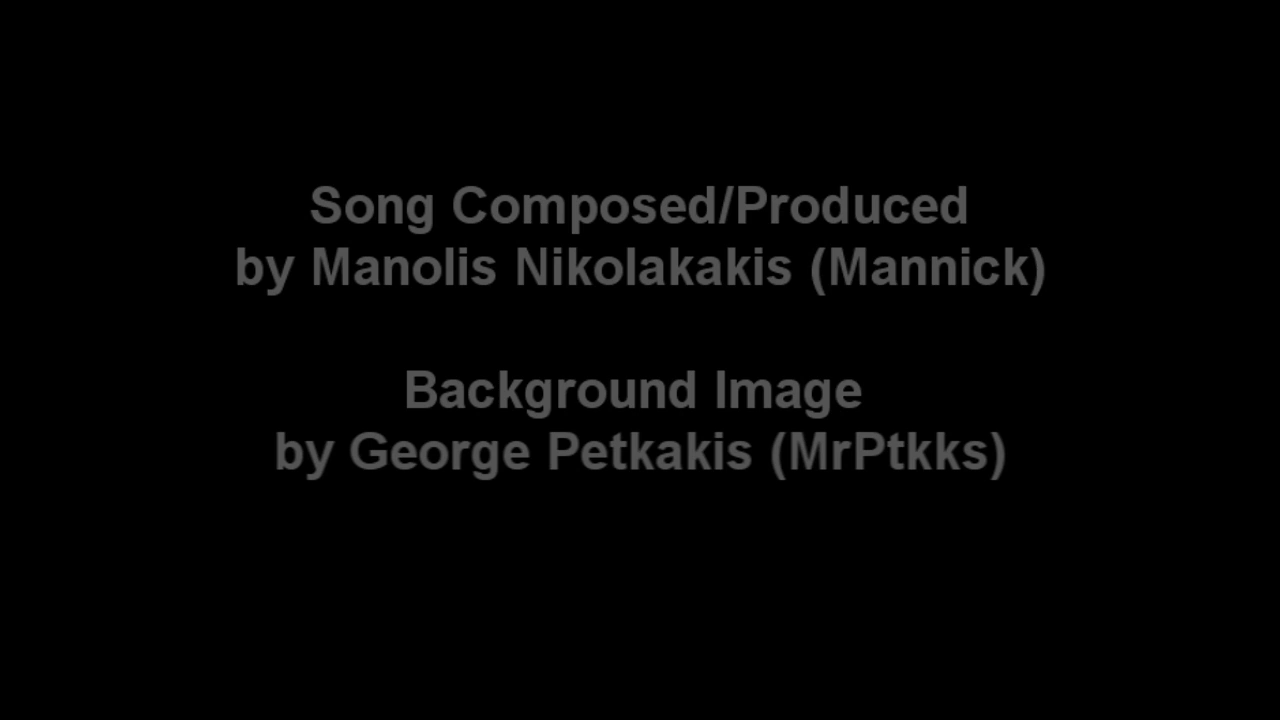 Song Composed/Produced
by Manolis Nikolakakis (Mannick)
Background Image
by George Petkakis (MrPtkks)